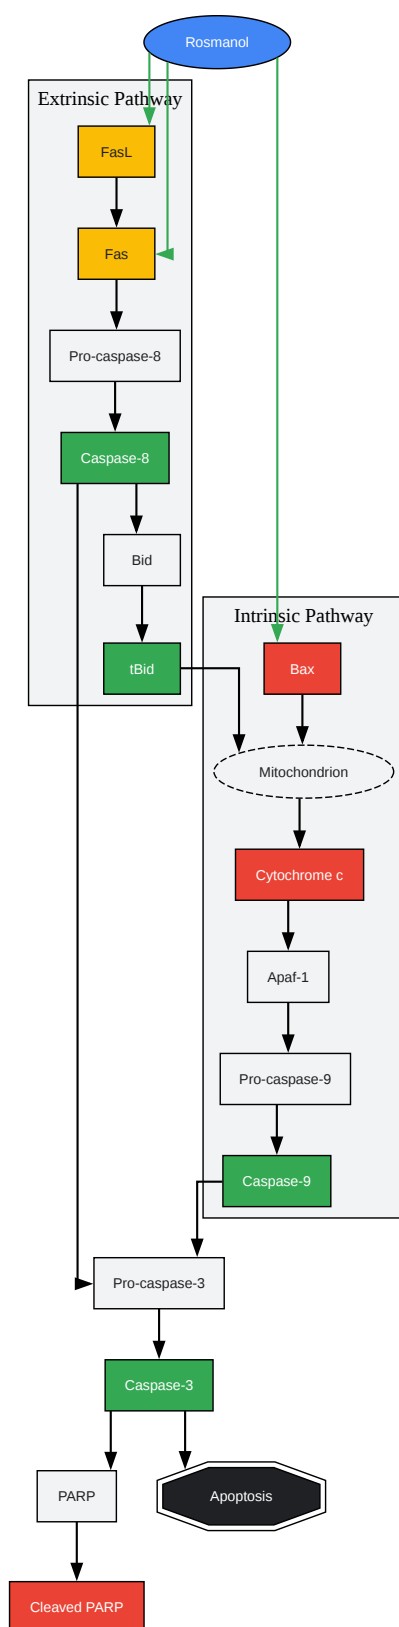 Rosmanol
Extrinsic Pathway
FasL
Fas
Pro-caspase-8
Caspase-8
Bid
tBid
Intrinsic Pathway
Bax
Mitochondrion
Cytochrome c
Apaf-1
Pro-caspase-9
Caspase-9
Pro-caspase-3
Caspase-3
PARP
Apoptosis
Cleaved PARP